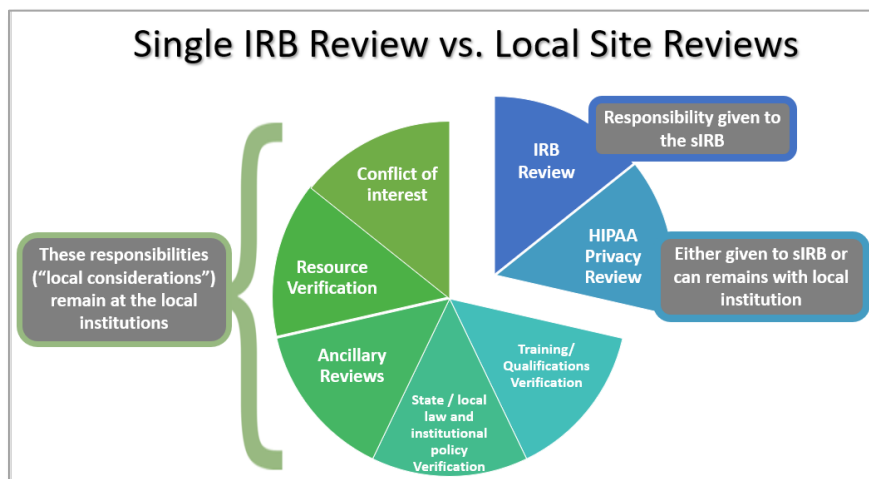 Single IRB Review vs. Local Site Reviews
Responsibility given to
the sIRB
IRB
Review
Conflict of
interest
HIPAA
Privacy
Review
Either given to sIRB or
can remains with local
institution
These responsibilities
(“local considerations”)
remain at the local
institutions
Resource
Verification
Ancillary
Reviews
Training/
Qualifications
Verification
State / local
law and
institutional
policy
Verification